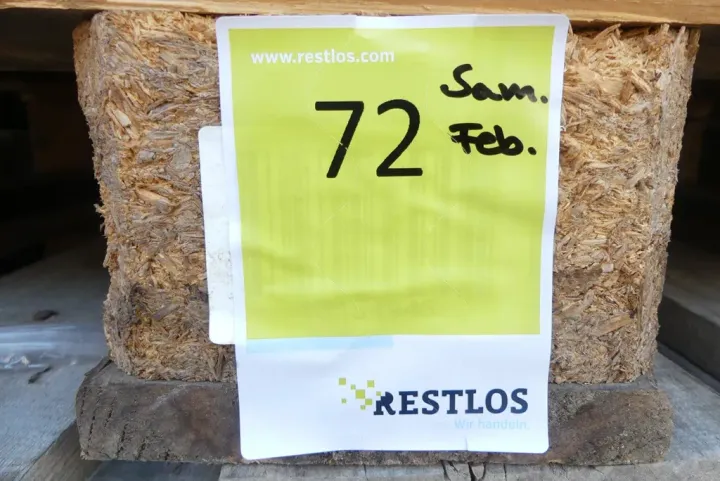 www.restlos.com
72
Sam.
Feb.
RESTLOS
Wir handeln.